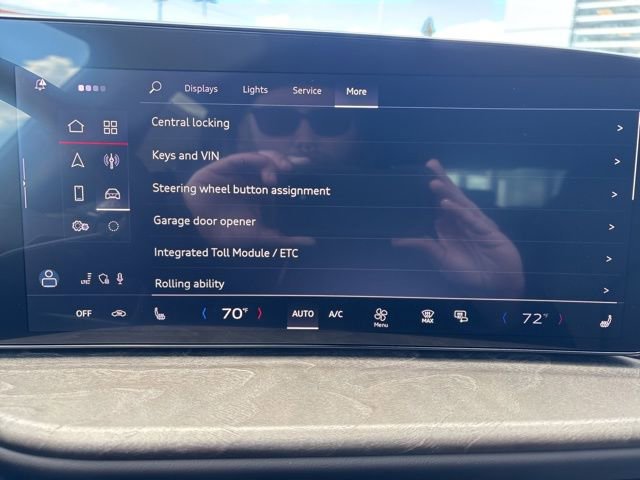 Displays Lights Service More
Central locking
Keys and VIN
Steering wheel button assignment
Garage door opener
Integrated Toll Module / ETC
Rolling ability
OFF 70°F AUTO A/C Menu MAX 72°F